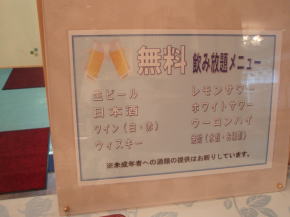 無料 飲み放題メニュー
生ビール
日本酒
ワイン(白・赤)
ウィスキー
レモンサワー
ホワイトサワー
ウーロンハイ
※未成年者への酒類の提供はお断りしています。